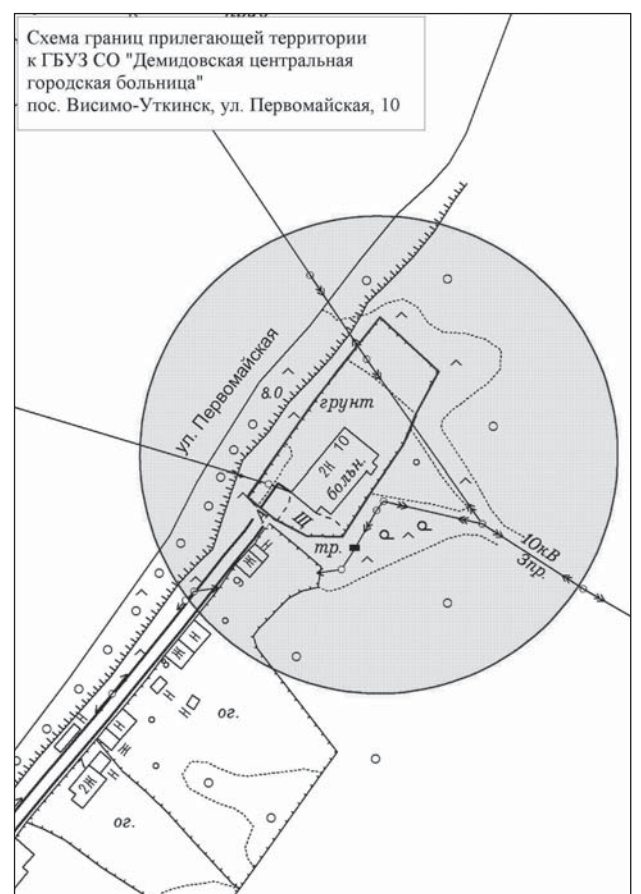 Схема границ прилегающей территории
к ГБУЗ СО "Демидовская центральная
городская больница"
пос. Висимо-Уткинск, ул. Первомайская, 10
ул. Первомайская
8.0
грунт
2Ж 10
больн.
Щ
тр.
10кВ
3пр.
9
Ж
Н
8
Ж
Н
Н
Н
ог.
Н
Н
Ж
Н
2Ж
ог.